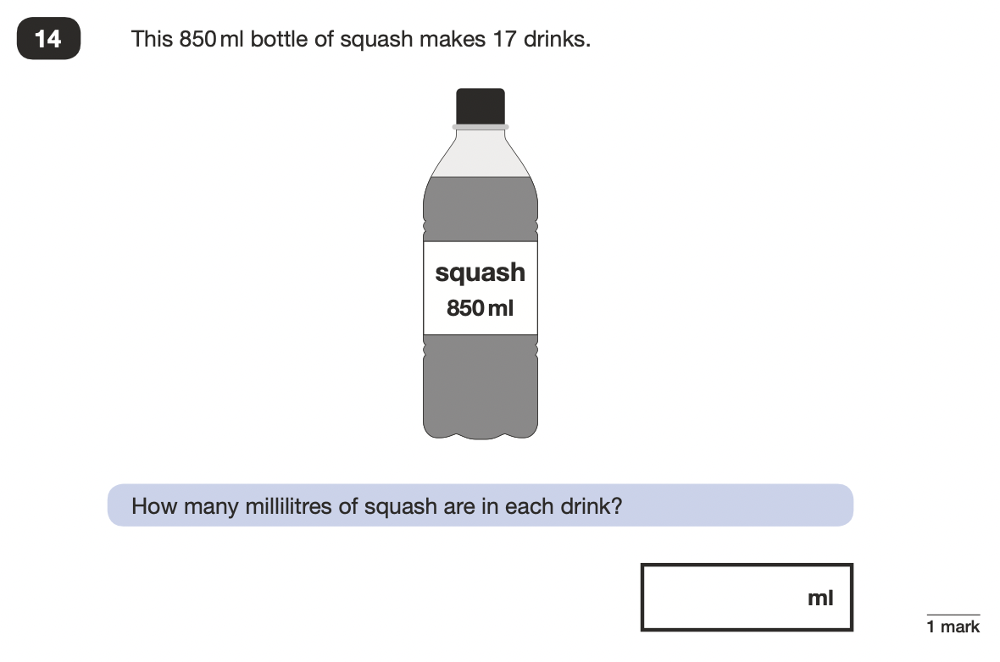 14
This 850 ml bottle of squash makes 17 drinks.
squash
850 ml
How many millilitres of squash are in each drink?
ml
1 mark